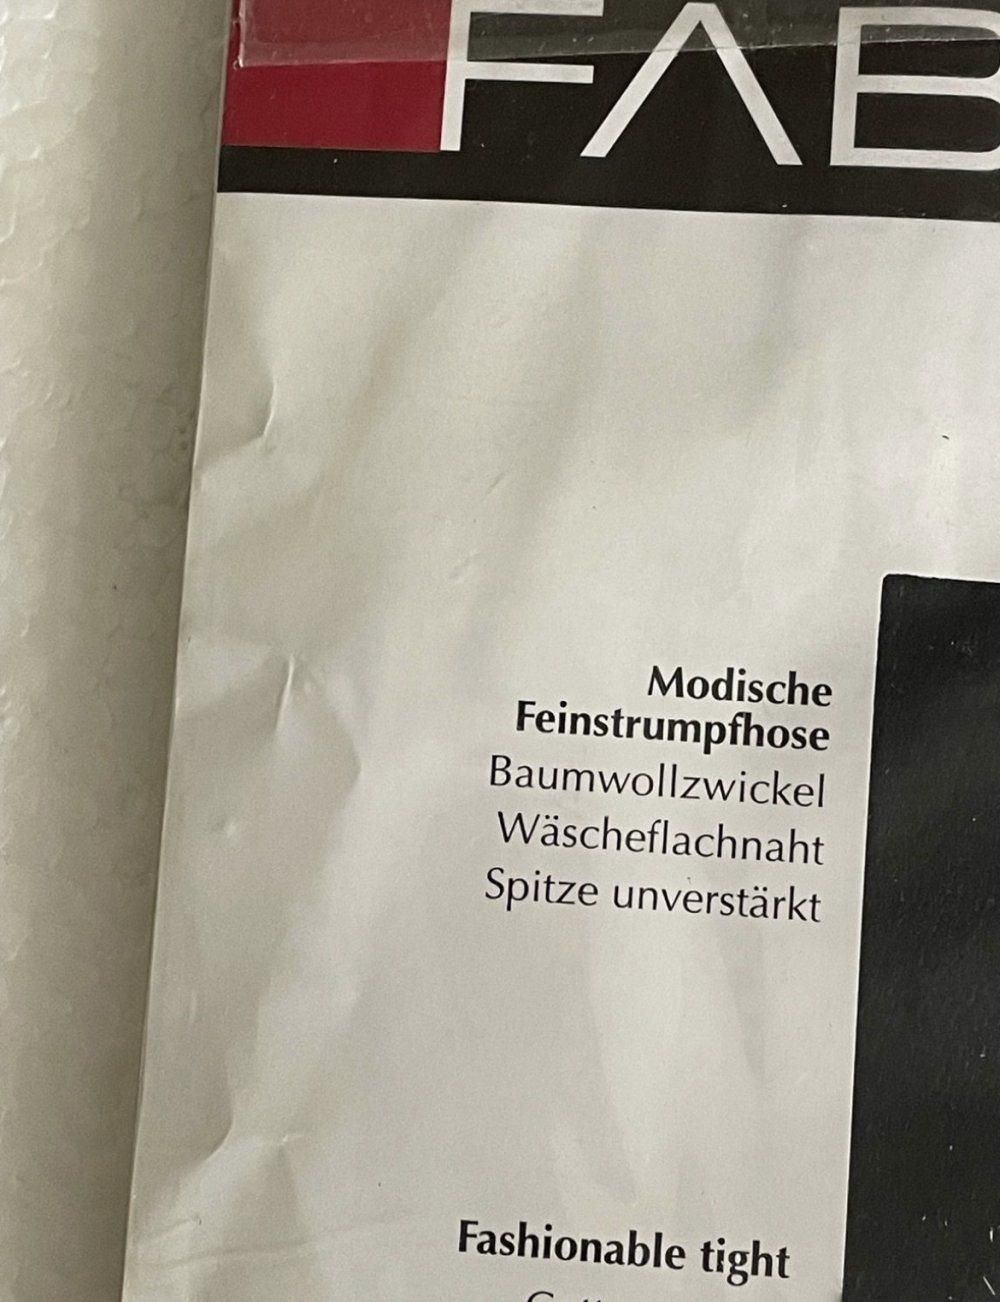 FAB
Modische
Feinstrumpfhose
Baumwollzwickel
Wäscheflachnaht
Spitze unverstärkt
Fashionable tight